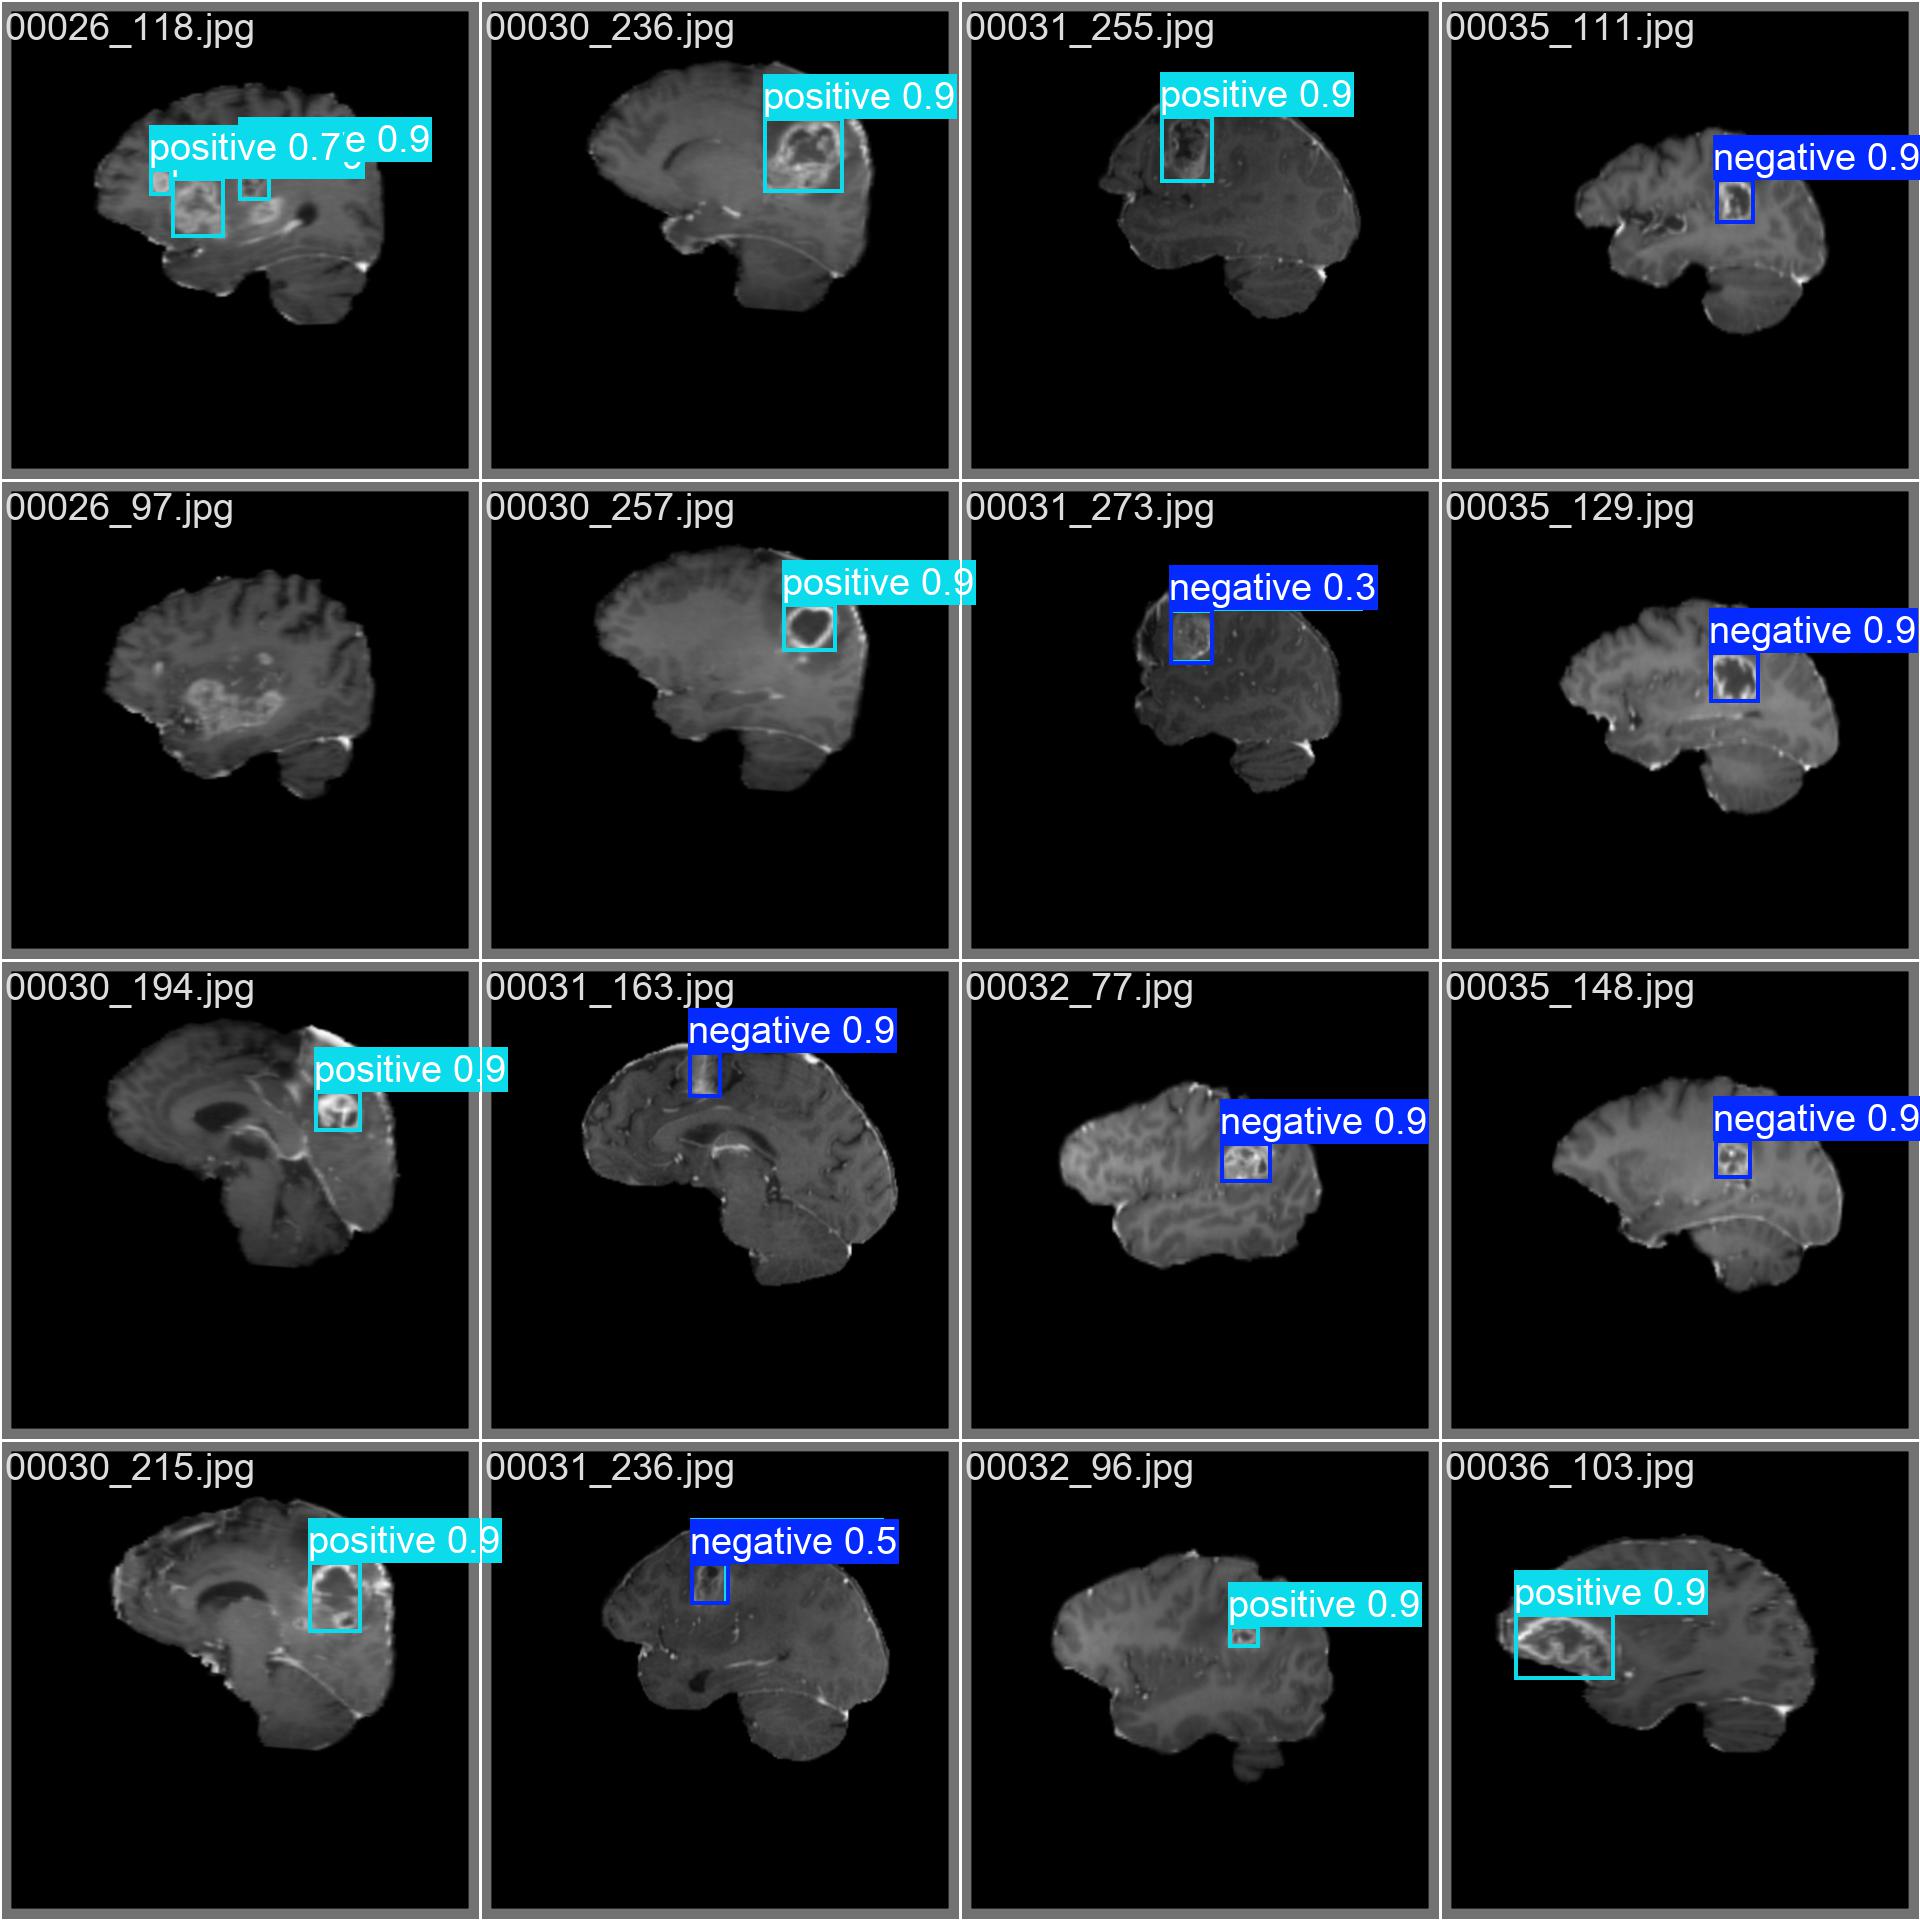 00026_118.jpg
positive 0.7
e 0.9
00030_236.jpg
positive 0.9
00031_255.jpg
positive 0.9
00035_111.jpg
negative 0.9
00026_97.jpg
00030_257.jpg
positive 0.9
00031_273.jpg
negative 0.3
00035_129.jpg
negative 0.9
00030_194.jpg
positive 0.9
00031_163.jpg
negative 0.9
00032_77.jpg
negative 0.9
00035_148.jpg
negative 0.9
00030_215.jpg
positive 0.9
00031_236.jpg
negative 0.5
00032_96.jpg
positive 0.9
00036_103.jpg
positive 0.9